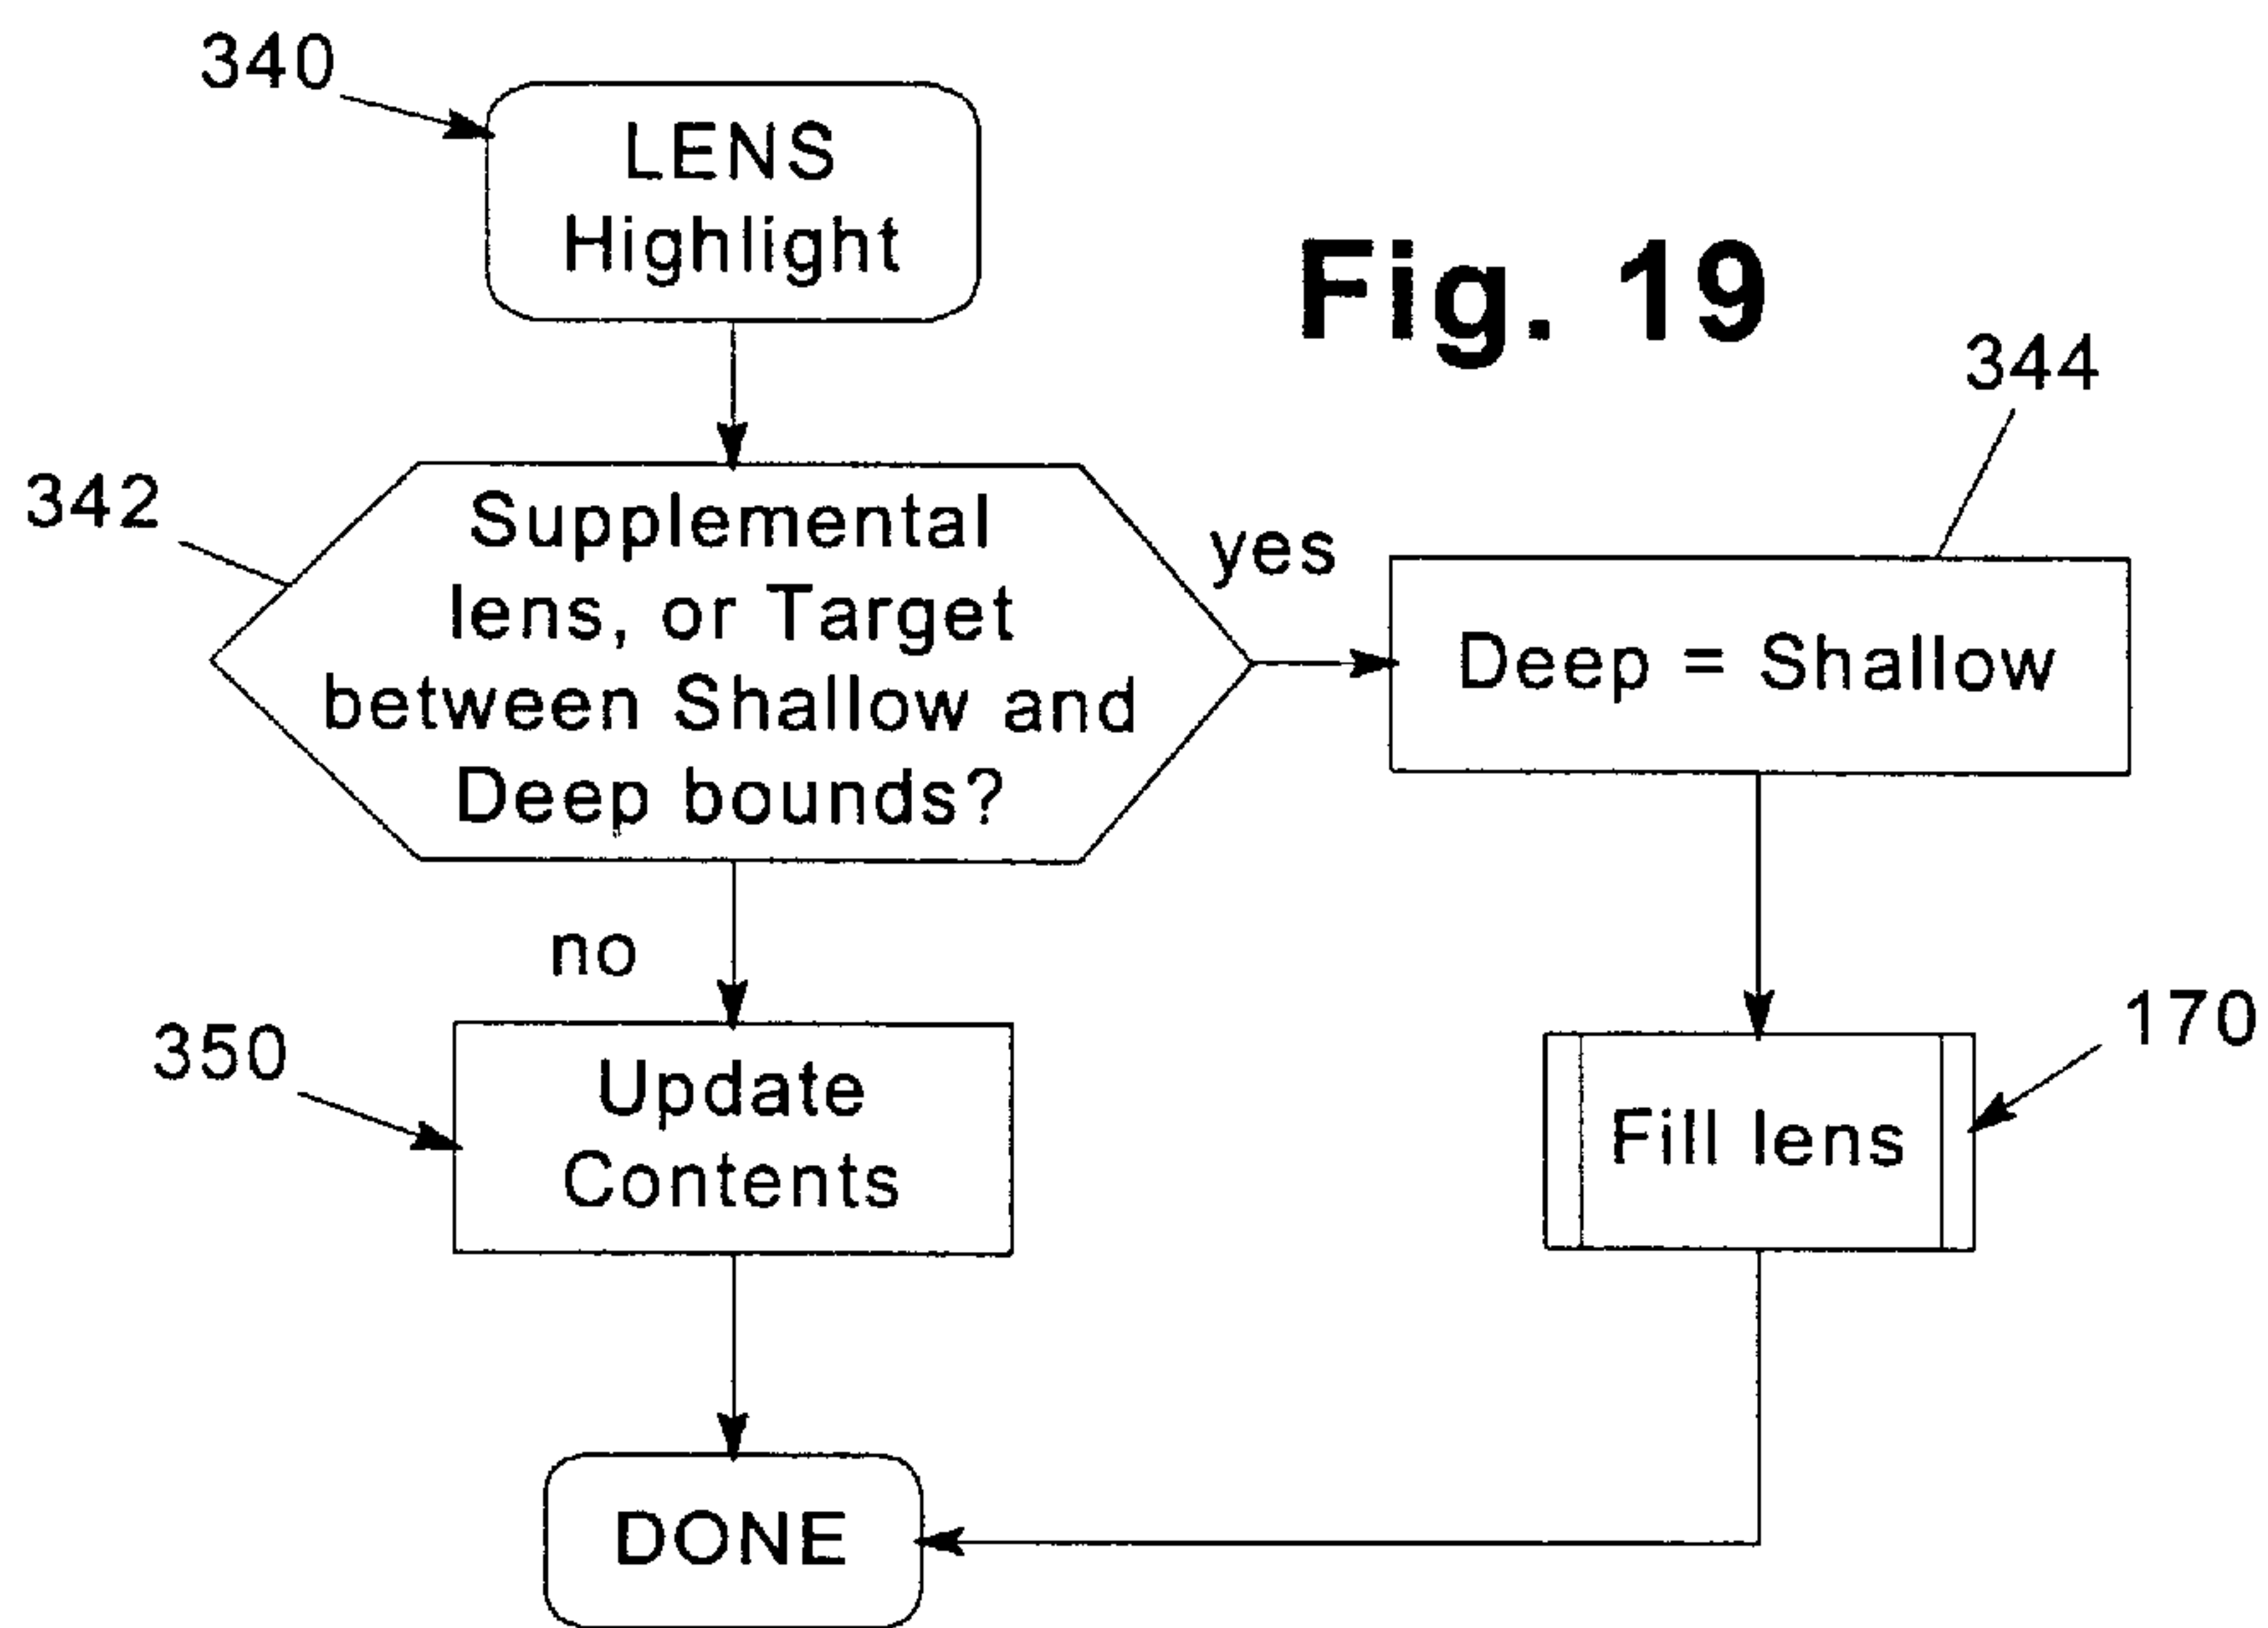 340
LENS
Highlight
Fig. 19
344
342
Supplemental
lens, or Target
between Shallow and
Deep bounds?
yes
Deep = Shallow
no
350
Update
Contents
170
Fill lens
DONE